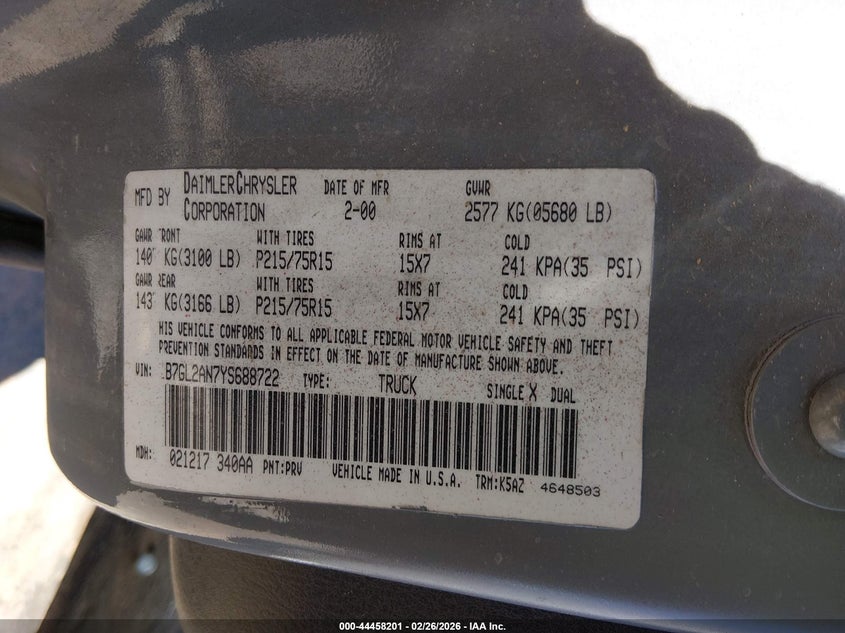 MFD BY DAIMLERCHRYSLER CORPORATION DATE OF MFR 2-00 GVWR 2577 KG(05680 LB)
GAWR FRONT WITH TIRES RIMS AT COLD
140 KG(3100 LB) P215/75R15 15X7 241 KPA(35 PSI)
GAWR REAR WITH TIRES RIMS AT COLD
143 KG(3166 LB) P215/75R15 15X7 241 KPA(35 PSI)
HIS VEHICLE CONFORMS TO ALL APPLICABLE FEDERAL MOTOR VEHICLE SAFETY AND THEFT
PREVENTION STANDARDS IN EFFECT ON THE DATE OF MANUFACTURE SHOWN ABOVE.
VIN: B7GL2AN7YS688722 TYPE: TRUCK SINGLE X DUAL
MDH: 021217 340AA PNT:PRV VEHICLE MADE IN U.S.A. TRM:K5AZ 4648503
000-44458201 | 02/26/2026 | IAA Inc.